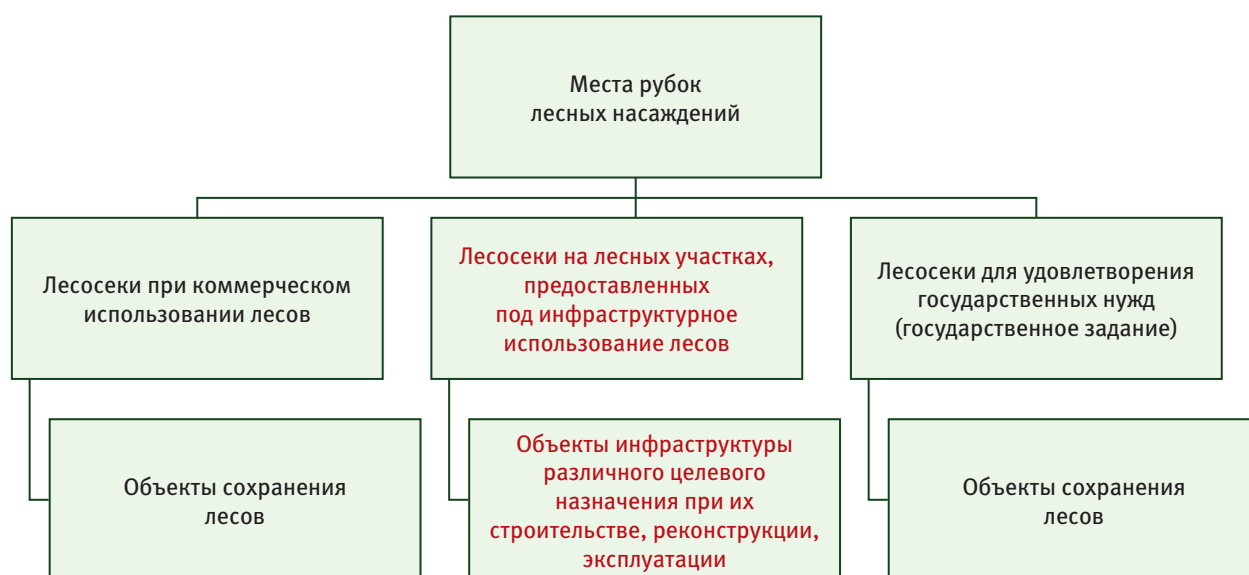 Места рубок
лесных насаждений
Лесосеки при коммерческом
использовании лесов
Лесосеки на лесных участках,
предоставленных
под инфраструктурное
использование лесов
Лесосеки для удовлетворения
государственных нужд
(государственное задание)
Объекты сохранения
лесов
Объекты инфраструктуры
различного целевого
назначения при их
строительстве, реконструкции,
эксплуатации
Объекты сохранения
лесов